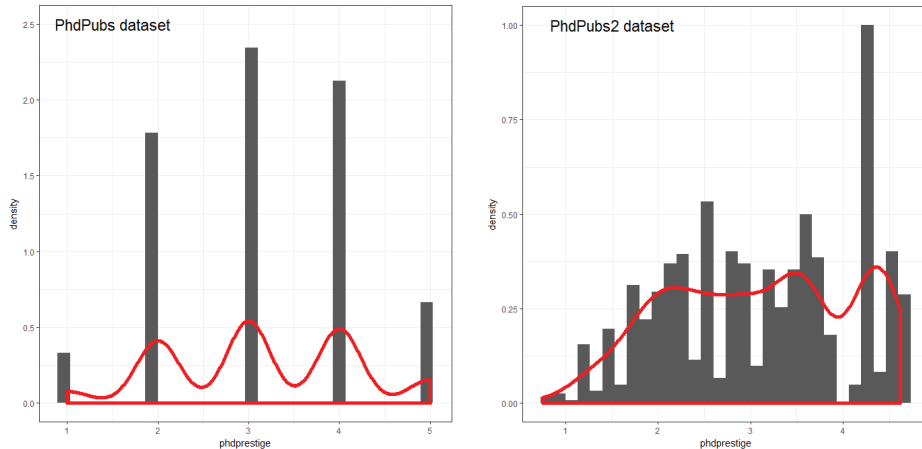 PhdPubs dataset
2.5
2.0
1.5
1.0
0.5
0.0
density
1 2 3 4 5
phdprestige
PhdPubs2 dataset
1.00
0.75
0.50
0.25
0.00
density
1 2 3 4
phdprestige